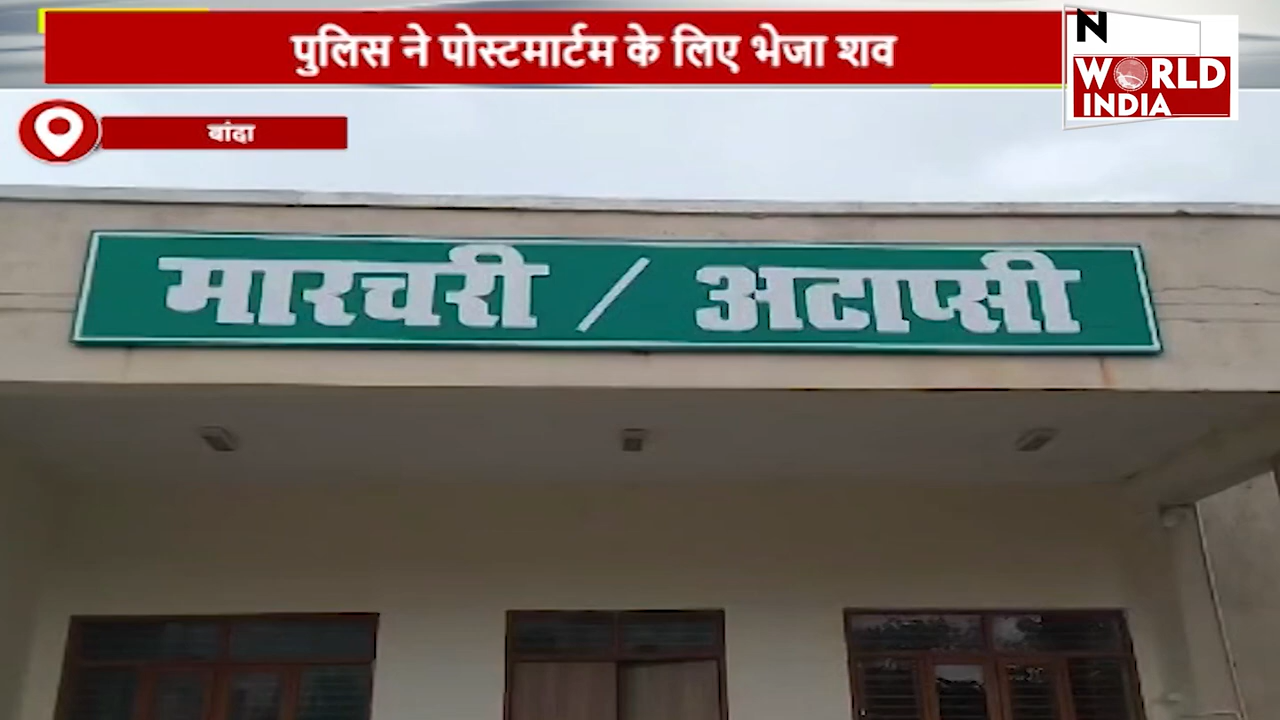 पुलिस ने पोस्टमार्टम के लिए भेजा शव
N
WORLD
INDIA
बांदा
मारचरी / अटाप्सी